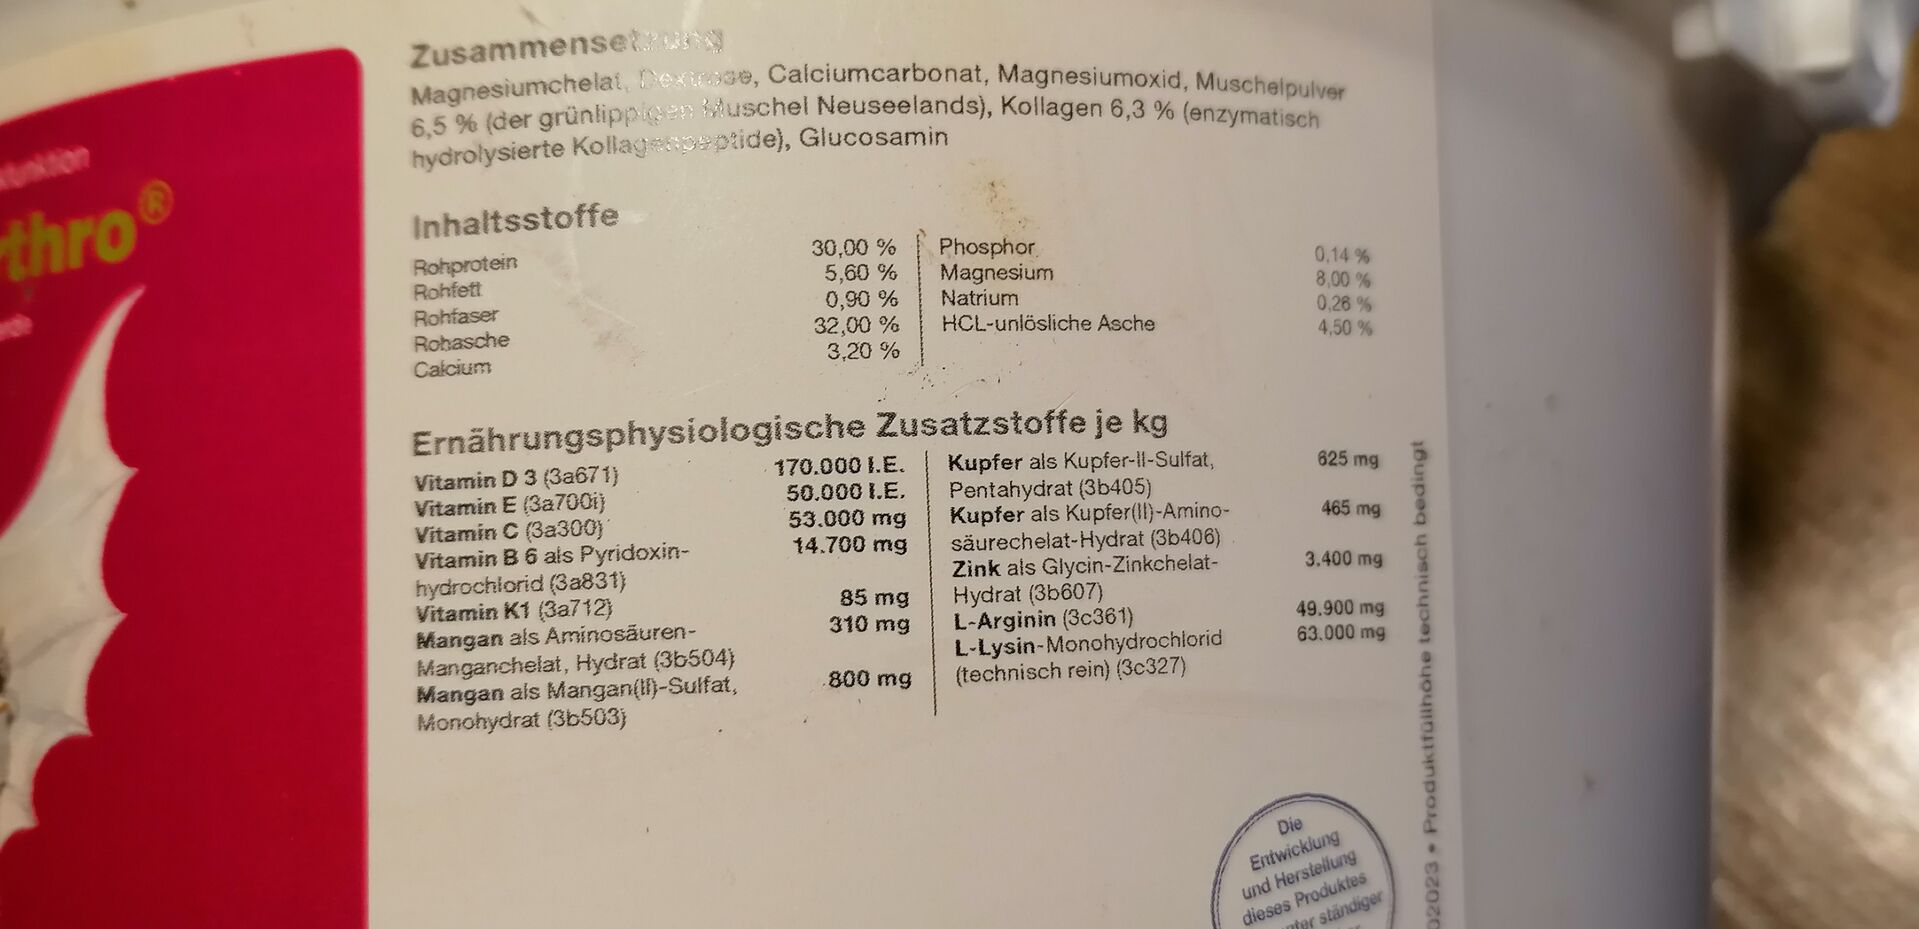 Zusammensetzung
Magnesiumchelat, Dextrose, Calciumcarbonat, Magnesiumoxid, Muschelpulver
6,5 % (der grünlippigen Muschel Neuseelands), Kollagen 6,3 % (enzymatisch
hydrolysierte Kollagenpeptide), Glucosamin
Inhaltsstoffe
Rohprotein 30,00 %
Rohfett 5,60 %
Rohfaser 0,90 %
Rohasche 32,00 %
Calcium 3,20 %
Phosphor 0,14 %
Magnesium 8,00 %
Natrium 0,26 %
HCL-unlösliche Asche 4,50 %
Ernährungsphysiologische Zusatzstoffe je kg
Vitamin D 3 (3a671) 170.000 I.E.
Vitamin E (3a700i) 50.000 I.E.
Vitamin C (3a300) 53.000 mg
Vitamin B 6 als Pyridoxin- 14.700 mg
hydrochlorid (3a831)
Vitamin K1 (3a712) 85 mg
Mangan als Aminosäuren- 310 mg
Manganchelat, Hydrat (3b504)
Mangan als Mangan(II)-Sulfat, 800 mg
Monohydrat (3b503)
Kupfer als Kupfer-II-Sulfat, 625 mg
Pentahydrat (3b405)
Kupfer als Kupfer(II)-Amino- 465 mg
säurechelat-Hydrat (3b406)
Zink als Glycin-Zinkchelat- 3.400 mg
Hydrat (3b607)
L-Arginin (3c361) 49.900 mg
L-Lysin-Monohydrochlorid 63.000 mg
(technisch rein) (3c327)
Die
Entwicklung
und Herstellung
dieses Produktes
ständiger
02023 • Produktfüllhöhe technisch bedingt
thro®